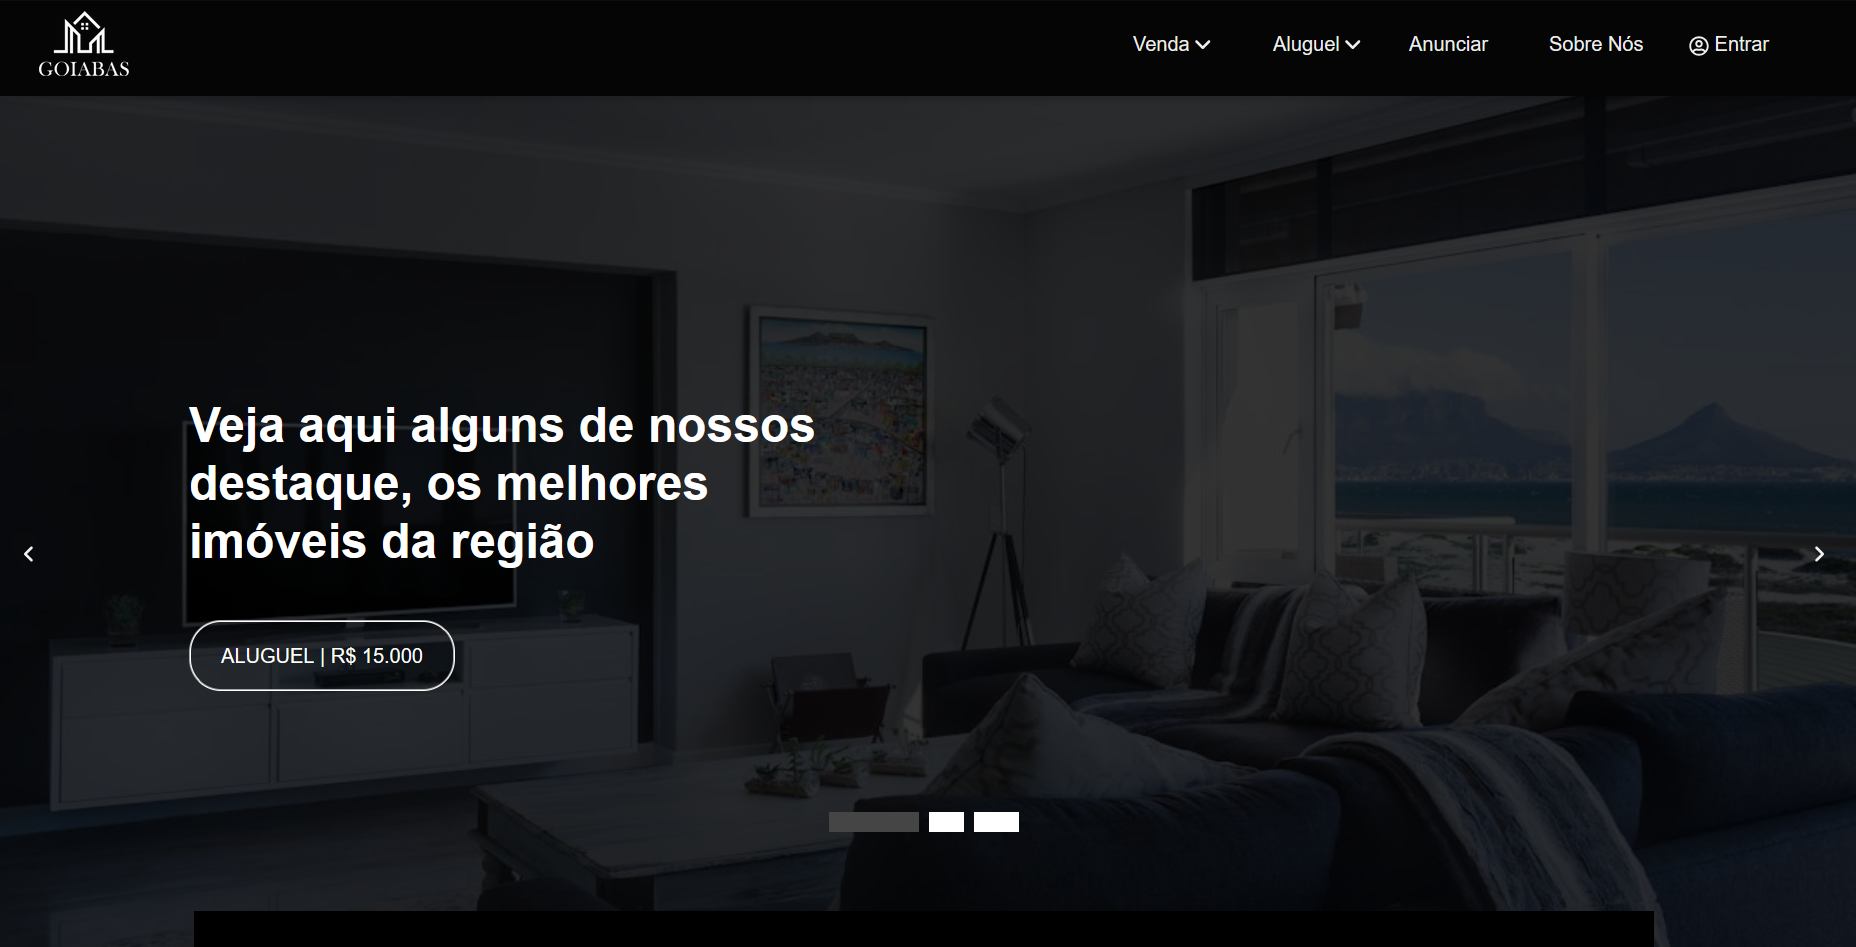 GOIABAS
Venda
Aluguel
Anunciar
Sobre Nós
Entrar
Veja aqui alguns de nossos
destaque, os melhores
imóveis da região
ALUGUEL | R$ 15.000